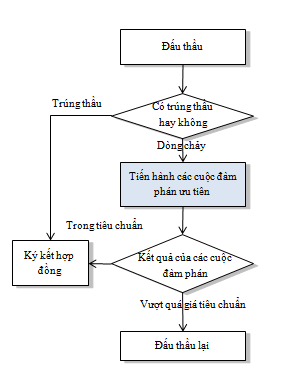 Đấu thầu
Trúng thầu
Có trúng thầu
hay không
Dòng chảy
Tiến hành các cuộc đàm
phán ưu tiên
Trong tiêu chuẩn
Ký kết hợp
đồng
Kết quả của các cuộc
đàm phán
Vượt quá giá tiêu chuẩn
Đấu thầu lại